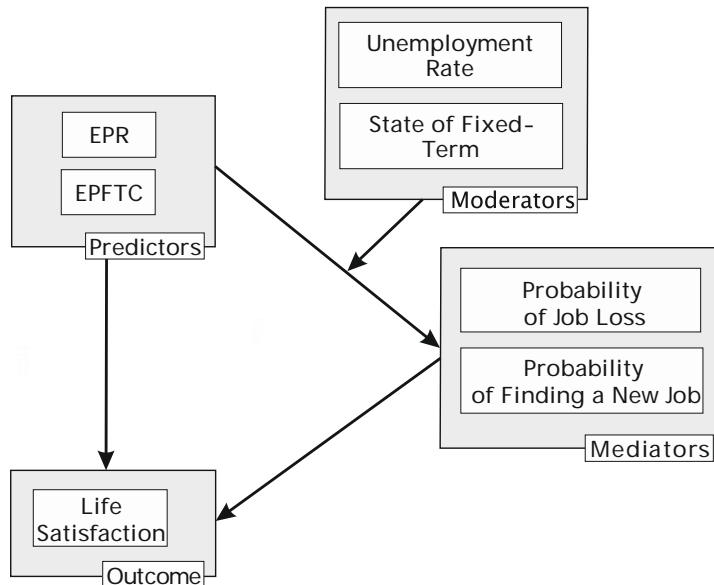 Unemployment
Rate
State of Fixed-
Term
Moderators
EPR
EPFTC
Predictors
Probability
of Job Loss
Probability
of Finding a New Job
Mediators
Life
Satisfaction
Outcome